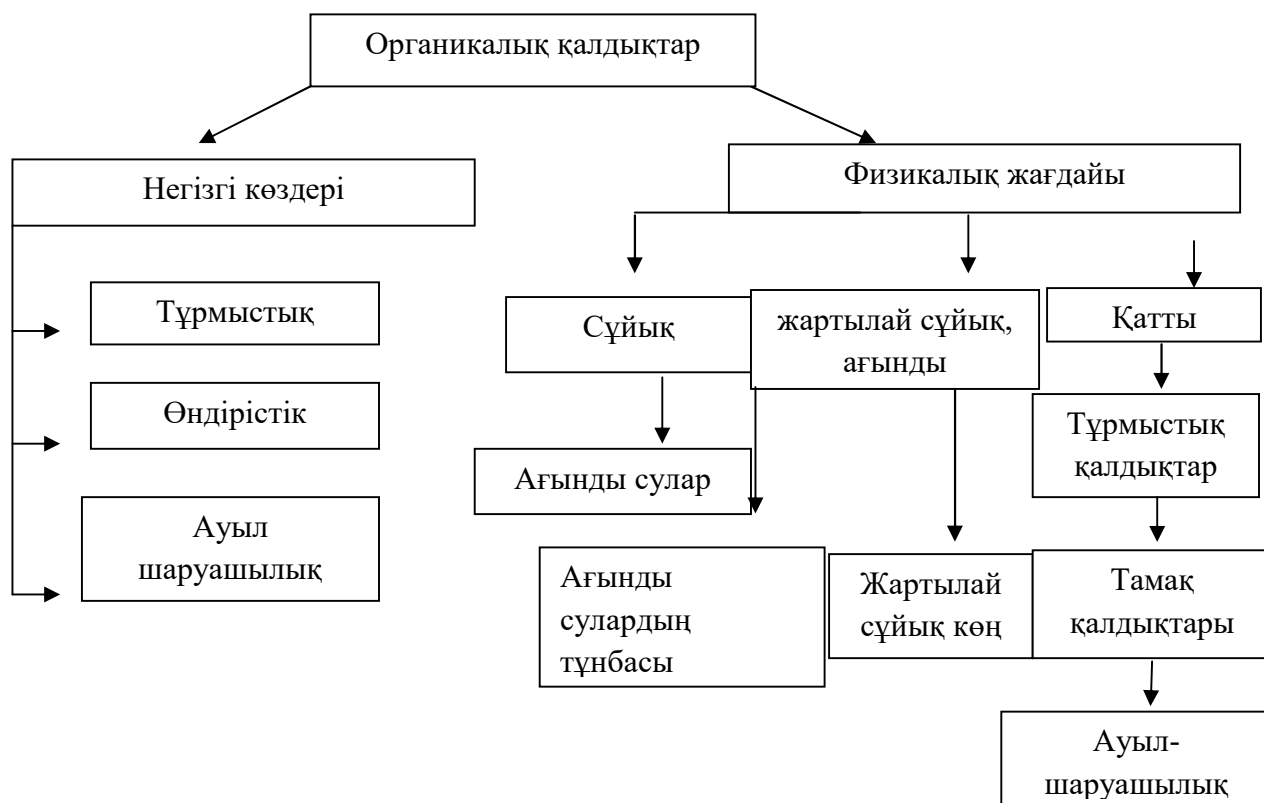 Органикалық қалдықтар
Негізгі көздері
Физикалық жағдайы
Тұрмыстық
Өндірістік
Ауыл
шаруашылық
Сұйық
жартылай сұйық,
ағынды
Қатты
Ағынды сулар
Тұрмыстық
қалдықтар
Ағынды
сулардың
тұнбасы
Жартылай
сұйық көң
Тамақ
қалдықтары
Ауыл-
шаруашылық